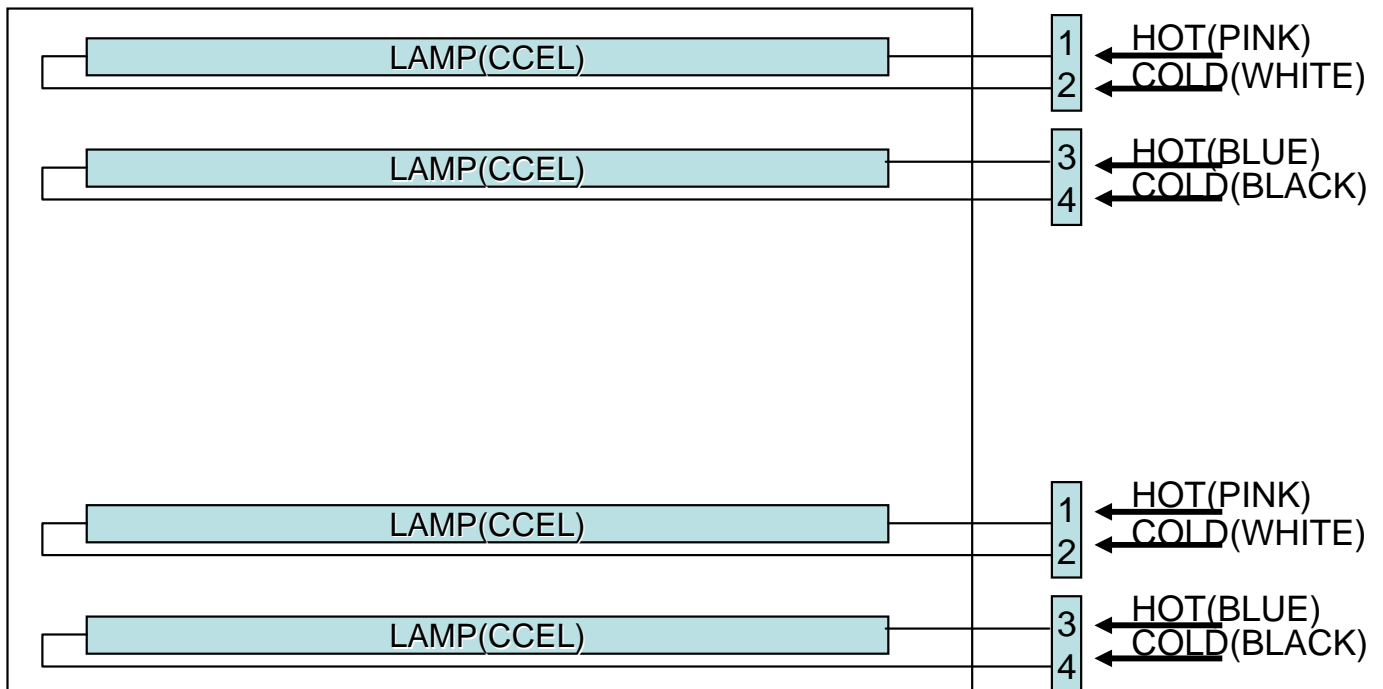 LAMP(CCEL)
1 HOT(PINK)
2 COLD(WHITE)
LAMP(CCEL)
3 HOT(BLUE)
4 COLD(BLACK)
LAMP(CCEL)
1 HOT(PINK)
2 COLD(WHITE)
LAMP(CCEL)
3 HOT(BLUE)
4 COLD(BLACK)